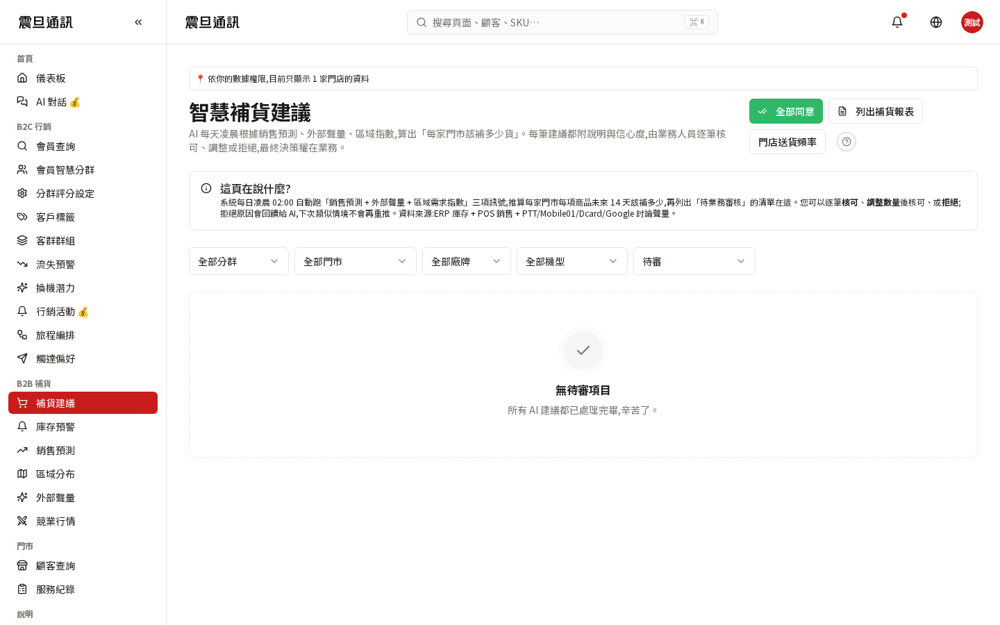 震旦通訊
震旦通訊
搜尋頁面、顧客、SKU…
⌘ K
測試
首頁
儀表板
AI 對話 💰
B2C 行銷
會員查詢
會員智慧分群
分群評分設定
客戶標籤
客群群組
流失預警
換機潛力
行銷活動 💰
旅程編排
觸達偏好
B2B 補貨
補貨建議
庫存預警
銷售預測
區域分布
外部聲量
競業行情
門市
顧客查詢
服務紀錄
說明
📍 依你的數據權限,目前只顯示 1 家門店的資料
智慧補貨建議
AI 每天凌晨根據銷售預測、外部聲量、區域指數,算出「每家門市該補多少貨」。每筆建議都附說明與信心度,由業務人員逐筆核
可、調整或拒絕,最終決策權在業務。
全部同意
列出補貨報表
門店送貨頻率
這頁在說什麼?
系統每日凌晨 02:00 自動跑「銷售預測 + 外部聲量 + 區域需求指數」三項訊號,推算每家門市每項商品未來 14 天該補多少,再列出「待業務審核」的清單在這。您可以逐筆核可、調整數量後核可、或拒絕;
拒絕原因會回饋給 AI,下次類似情境不會再重推。資料來源:ERP 庫存 + POS 銷售 + PTT/Mobile01/Dcard/Google 討論聲量。
全部分群
全部門市
全部廠牌
全部機型
待審
無待審項目
所有 AI 建議都已處理完畢,辛苦了。